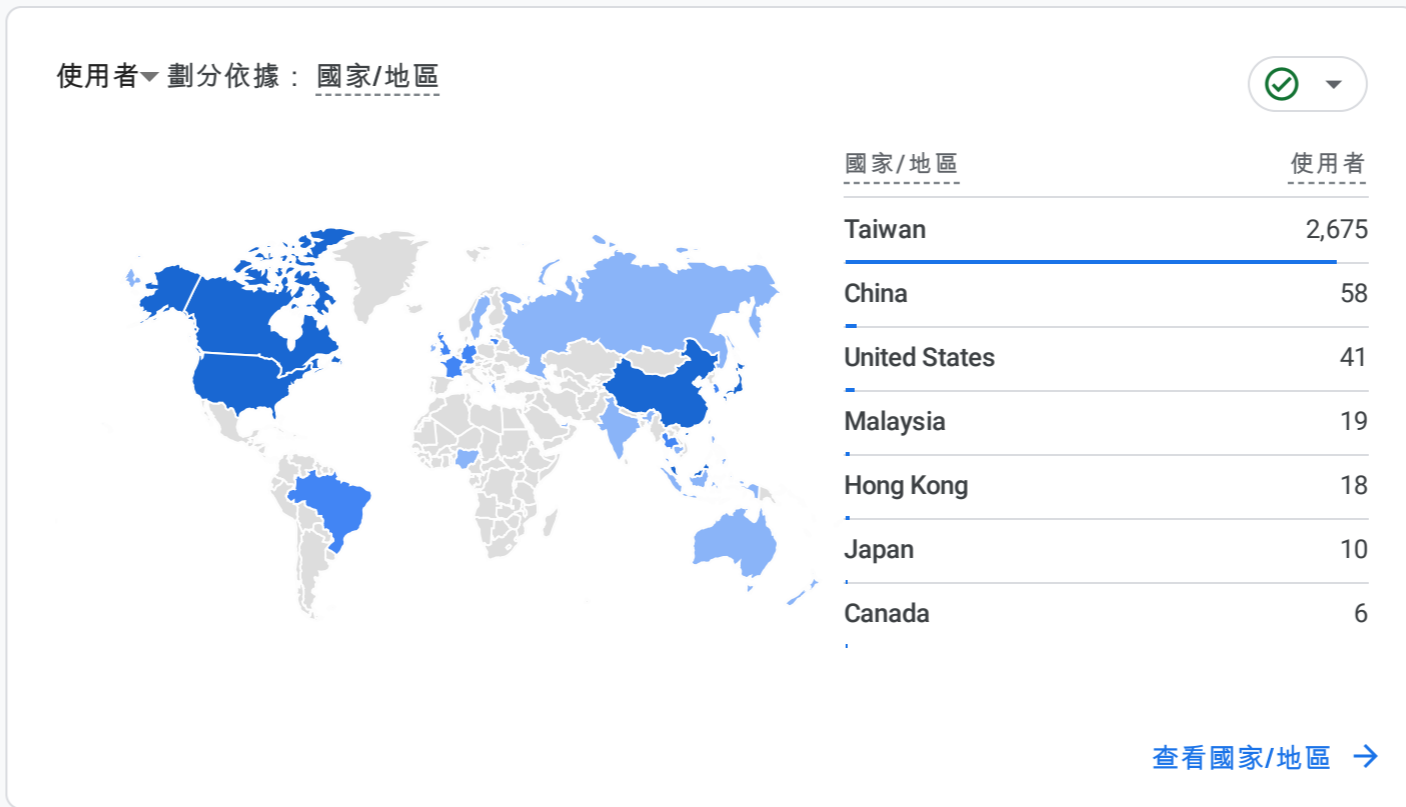 使用者 劃分依據： 國家/地區
國家/地區 使用者
Taiwan 2,675
China 58
United States 41
Malaysia 19
Hong Kong 18
Japan 10
Canada 6
查看國家/地區